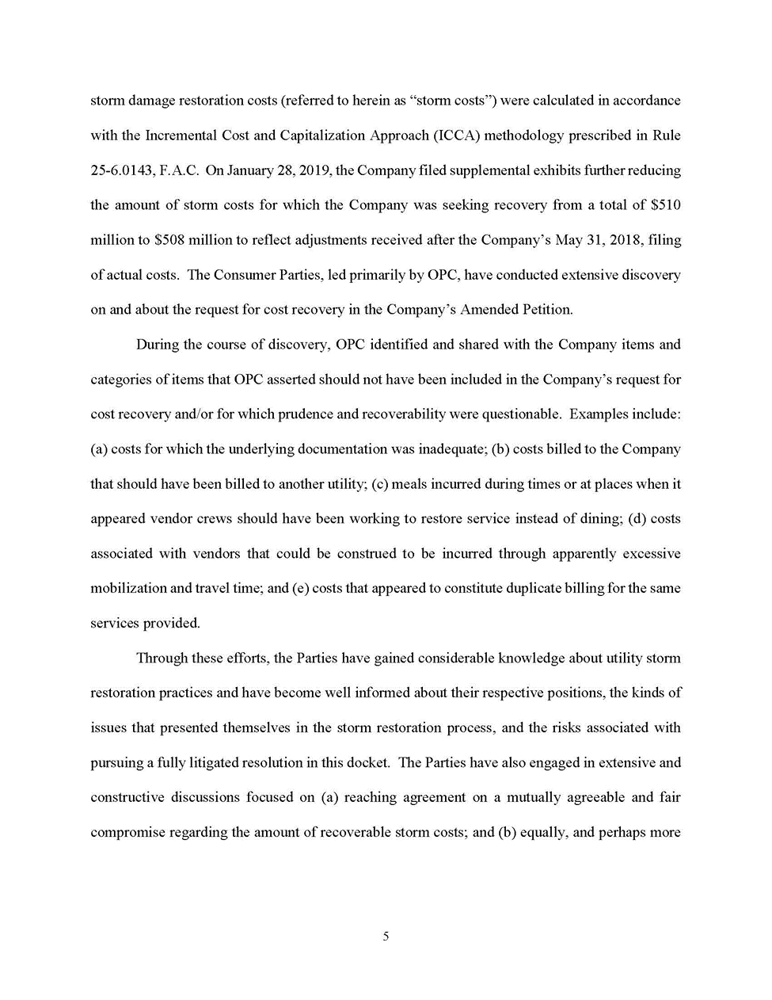 storm damage restoration costs (referred to herein as “storm costs”) were calculated in accordance
with the Incremental Cost and Capitalization Approach (ICCA) methodology prescribed in Rule
25-6.0143, F.A.C.  On January 28, 2019, the Company filed supplemental exhibits further reducing
the amount of storm costs for which the Company was seeking recovery from a total of $510
million to $508 million to reflect adjustments received after the Company’s May 31, 2018, filing
of actual costs.  The Consumer Parties, led primarily by OPC, have conducted extensive discovery
on and about the request for cost recovery in the Company’s Amended Petition.
During the course of discovery, OPC identified and shared with the Company items and
categories of items that OPC asserted should not have been included in the Company’s request for
cost recovery and/or for which prudence and recoverability were questionable.  Examples include:
(a) costs for which the underlying documentation was inadequate; (b) costs billed to the Company
that should have been billed to another utility; (c) meals incurred during times or at places when it
appeared vendor crews should have been working to restore service instead of dining; (d) costs
associated with vendors that could be construed to be incurred through apparently excessive
mobilization and travel time; and (e) costs that appeared to constitute duplicate billing for the same
services provided.
Through these efforts, the Parties have gained considerable knowledge about utility storm
restoration practices and have become well informed about their respective positions, the kinds of
issues that presented themselves in the storm restoration process, and the risks associated with
pursuing a fully litigated resolution in this docket.  The Parties have also engaged in extensive and
constructive discussions focused on (a) reaching agreement on a mutually agreeable and fair
compromise regarding the amount of recoverable storm costs; and (b) equally, and perhaps more
5